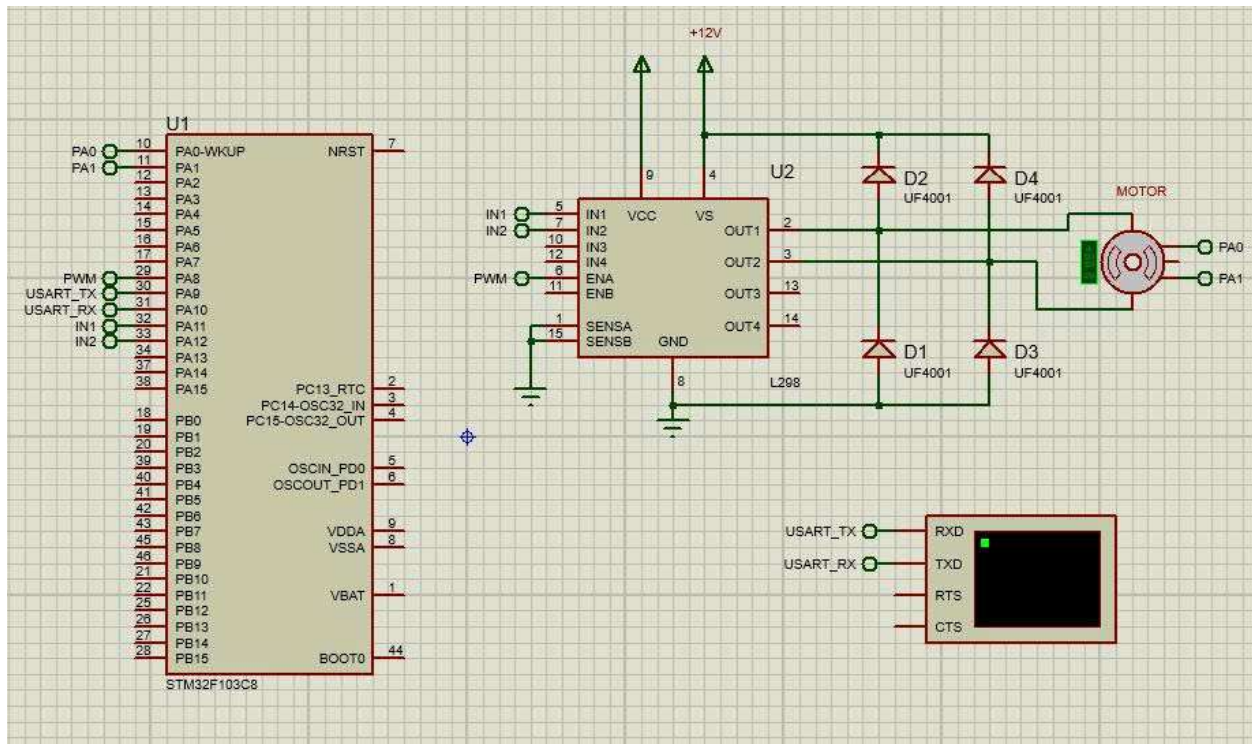 +12V
U1
PA0
10
PA0-WKUP
NRST
7
PA1
11
PA1
12
PA2
13
PA3
14
PA4
15
PA5
16
PA6
17
PA7
PWM
29
PA8
USART_TX
30
PA9
USART_RX
31
PA10
IN1
32
PA11
IN2
33
PA12
34
PA13
37
PA14
38
PA15
PC13_RTC
2
PC14-OSC32_IN
3
18
PB0
PC15-OSC32_OUT
4
19
PB1
20
PB2
39
PB3
OSCIN_PD0
5
40
PB4
OSCOUT_PD1
6
41
PB5
42
PB6
43
PB7
VDDA
9
45
PB8
VSSA
8
46
PB9
21
PB10
22
PB11
VBAT
1
25
PB12
26
PB13
27
PB14
28
PB15
BOOT0
44
STM32F103C8
U2
9
4
VCC
VS
IN1
5
IN1
IN2
7
IN2
10
IN3
12
IN4
PWM
6
ENA
11
ENB
1
SENSA
15
SENSB
GND
8
OUT1
2
OUT2
3
OUT3
13
OUT4
14
L298
D2
UF4001
D4
UF4001
D1
UF4001
D3
UF4001
MOTOR
PA0
PA1
USART_TX
RXD
USART_RX
TXD
RTS
CTS